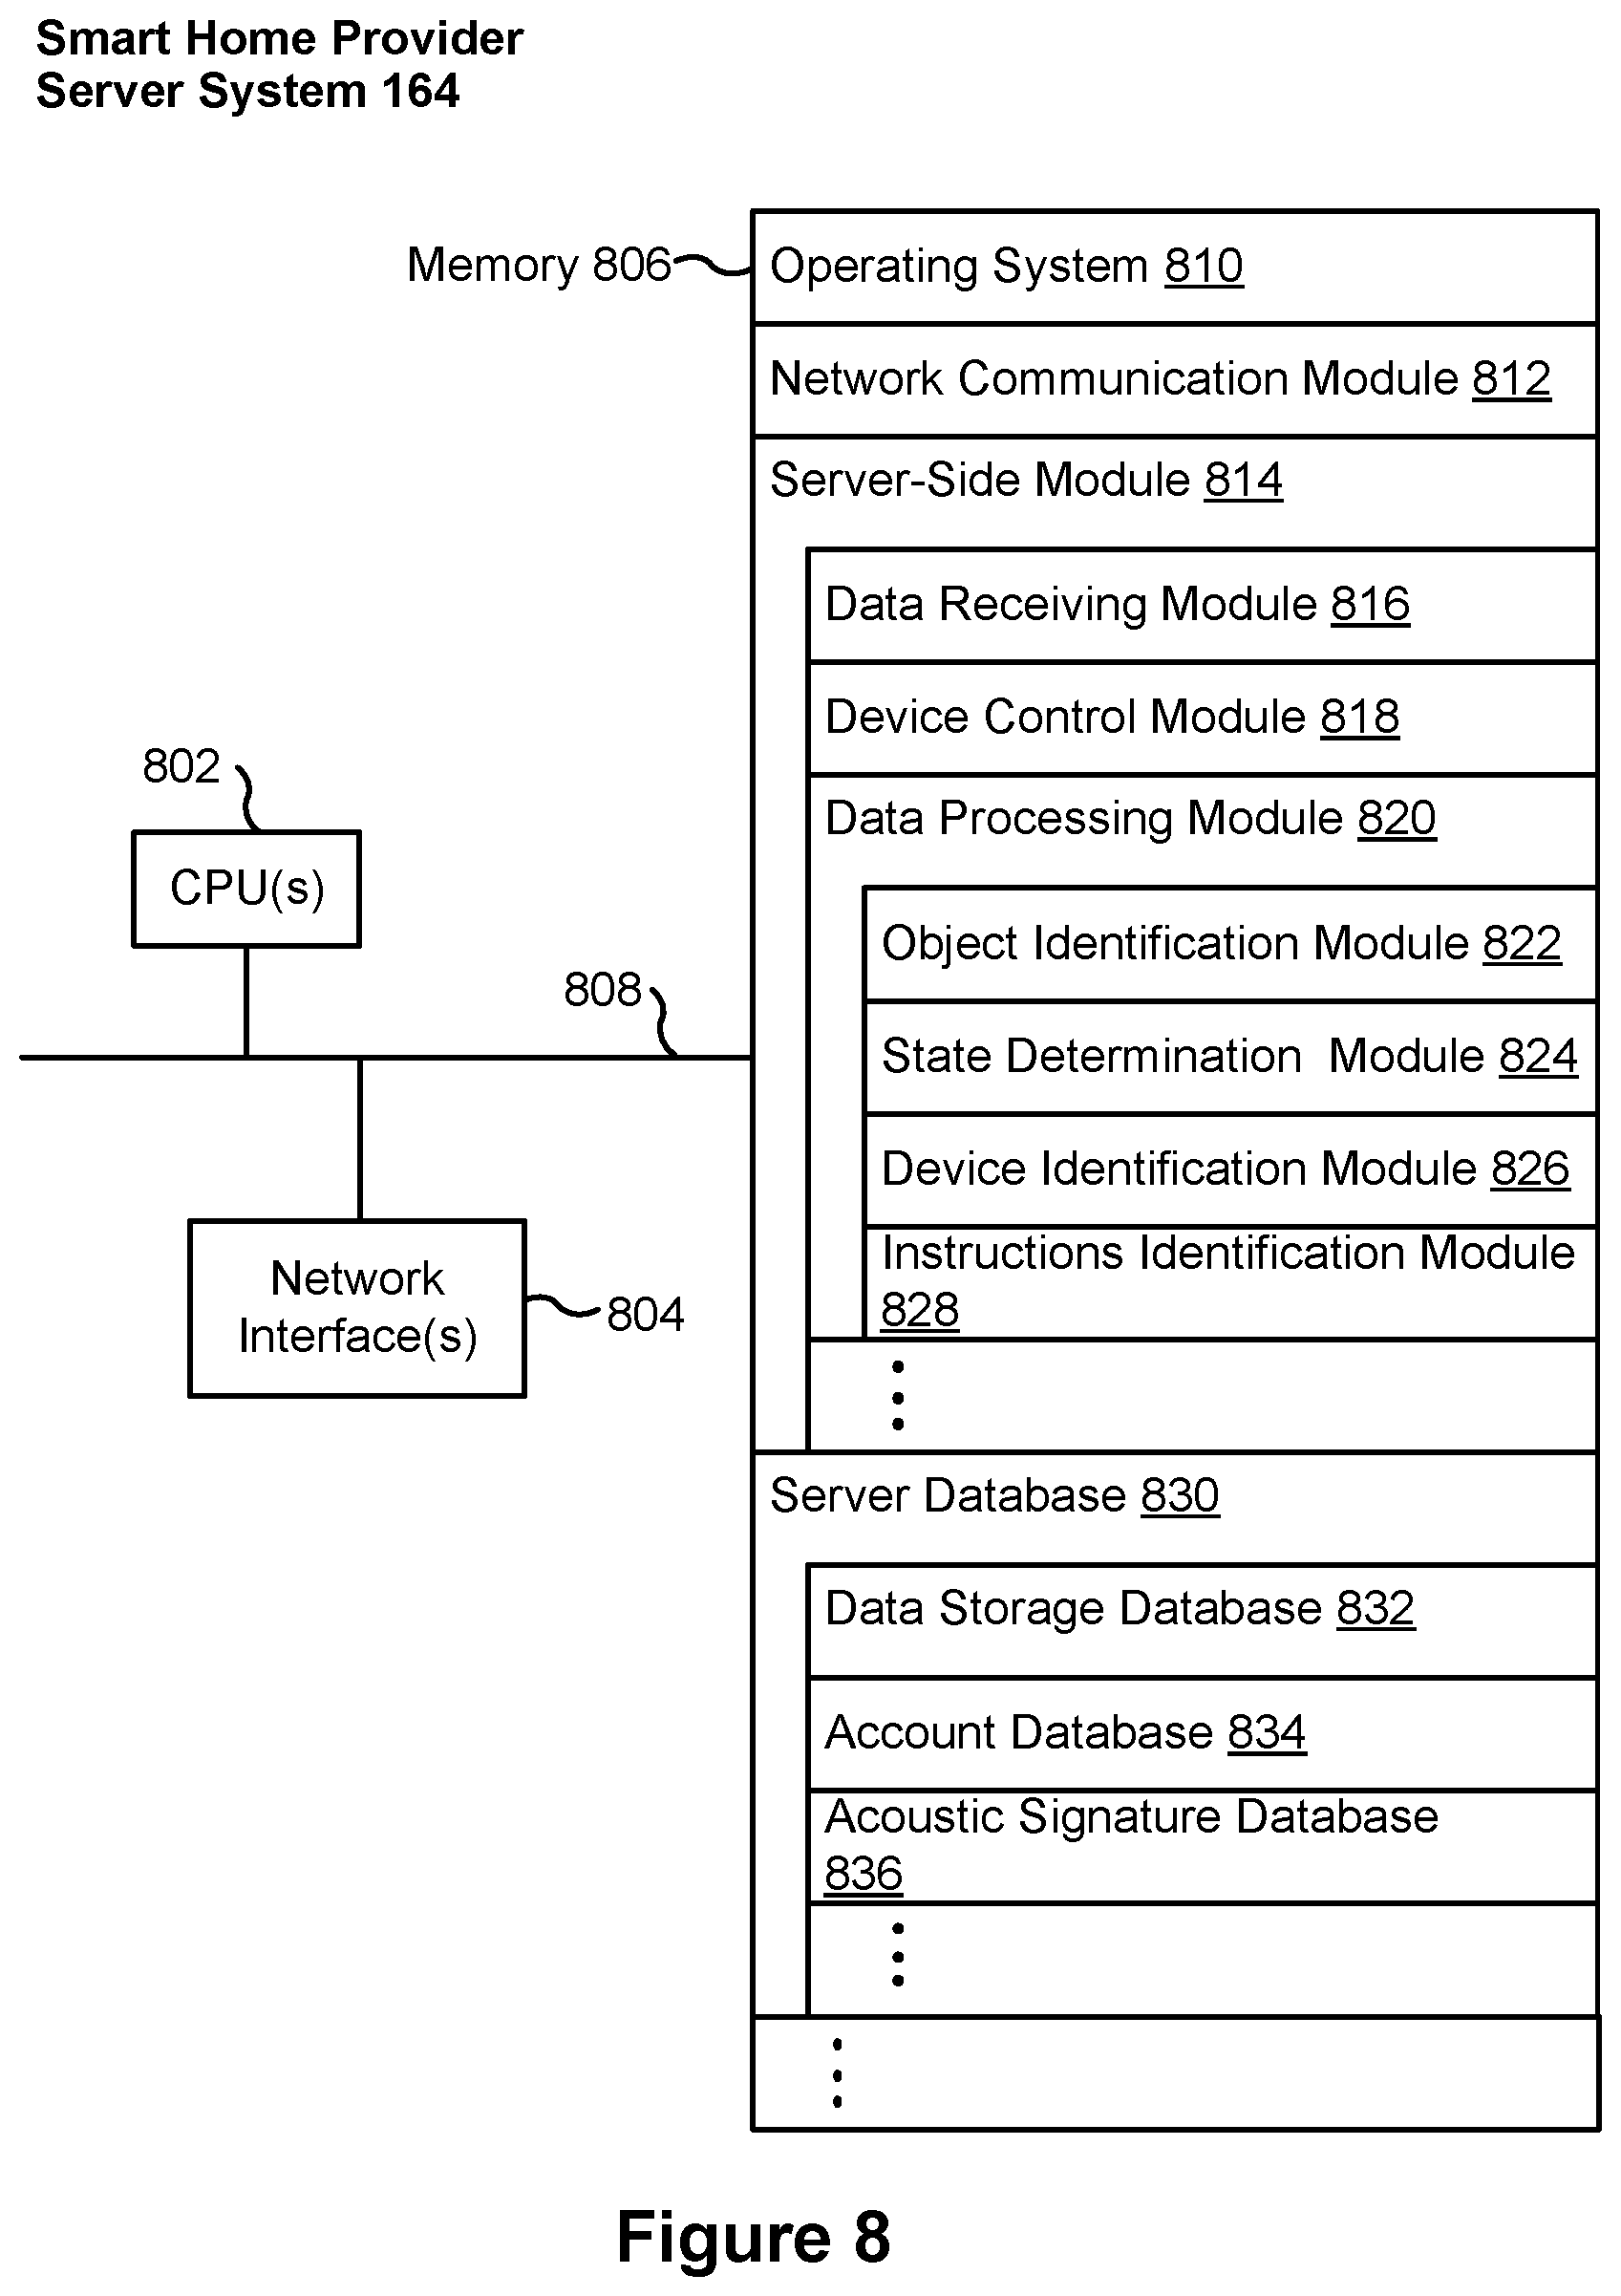 Smart Home Provider
Server System 164
Memory 806
Operating System 810
Network Communication Module 812
Server-Side Module 814
Data Receiving Module 816
Device Control Module 818
802
Data Processing Module 820
CPU(s)
Object Identification Module 822
808
State Determination Module 824
Device Identification Module 826
Instructions Identification Module
828
Network
Interface(s)
804
Server Database 830
Data Storage Database 832
Account Database 834
Acoustic Signature Database
836
Figure 8